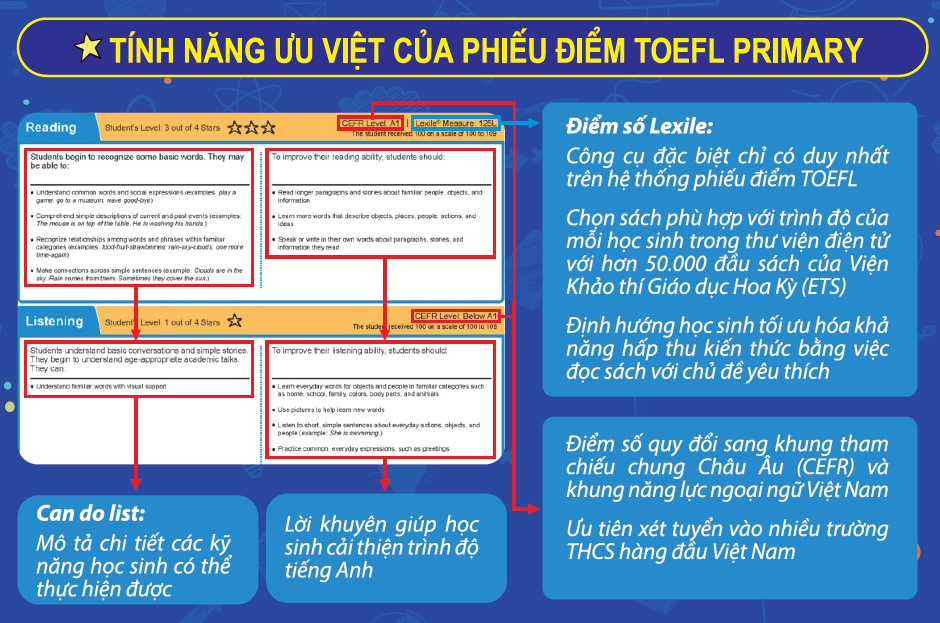 TÍNH NĂNG ƯU VIỆT CỦA PHIẾU ĐIỂM TOEFL PRIMARY
Reading
Student's Level: 3 out of 4 Stars
CEFR Level: A1 | Lexile® Measure: 125L
The student received 100 on a scale of 100 to 109
Students begin to recognize some basic words. They may
be able to:
• Understand common words and social expressions (examples: play a
game, go to a museum, wave good-bye)
• Comprehend simple descriptions of current and past events (examples:
The mouse is on top of the table. He is washing his hands.)
• Recognize relationships among words and phrases within familiar
categories (examples: food-fruit-strawberries; rain-sky-clouds; one more
time-again)
• Make connections across simple sentences (example: Clouds are in the
sky. Rain comes from them. Sometimes they cover the sun.)
To improve their reading ability, students should:
• Read longer paragraphs and stories about familiar people, objects, and
information
• Learn more words that describe objects, places, people, actions, and
ideas
• Speak or write in their own words about paragraphs, stories, and
information they read
Listening
Student's Level: 1 out of 4 Stars
CEFR Level: Below A1
The student received 100 on a scale of 100 to 109
Students understand basic conversations and simple stories.
They begin to understand age-appropriate academic talks.
They can:
• Understand familiar words with visual support
To improve their listening ability, students should:
• Learn everyday words for objects and people in familiar categories such
as home, school, family, colors, body parts, and animals
• Use pictures to help learn new words
• Listen to short, simple sentences about everyday actions, objects, and
people (example: She is swimming.)
• Practice common, everyday expressions, such as greetings
Điểm số Lexile:
Công cụ đặc biệt chỉ có duy nhất
trên hệ thống phiếu điểm TOEFL
Chọn sách phù hợp với trình độ của
mỗi học sinh trong thư viện điện tử
với hơn 50.000 đầu sách của Viện
Khảo thí Giáo dục Hoa Kỳ (ETS)
Định hướng học sinh tối ưu hóa khả
năng hấp thu kiến thức bằng việc
đọc sách với chủ đề yêu thích
Điểm số quy đổi sang khung tham
chiếu chung Châu Âu (CEFR) và
khung năng lực ngoại ngữ Việt Nam
Ưu tiên xét tuyển vào nhiều trường
THCS hàng đầu Việt Nam
Can do list:
Mô tả chi tiết các kỹ
năng học sinh có thể
thực hiện được
Lời khuyên giúp học
sinh cải thiện trình độ
tiếng Anh